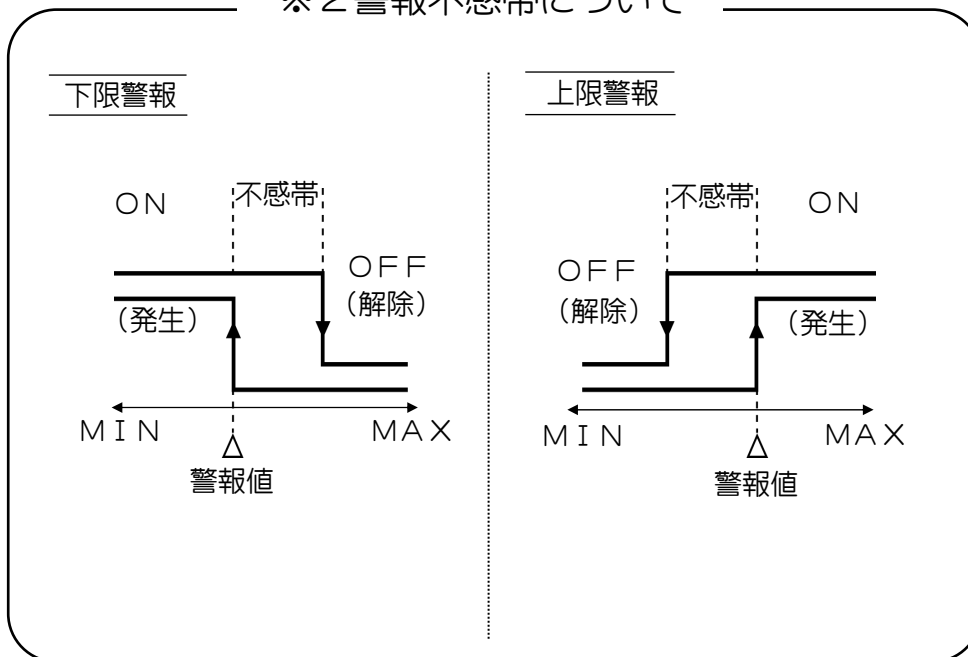 ※2警報不感帯について
下限警報
ON
不感帯
OFF
(解除)
(発生)
MIN
MAX
△
警報値
上限警報
不感帯
ON
OFF
(解除)
(発生)
MIN
MAX
△
警報値